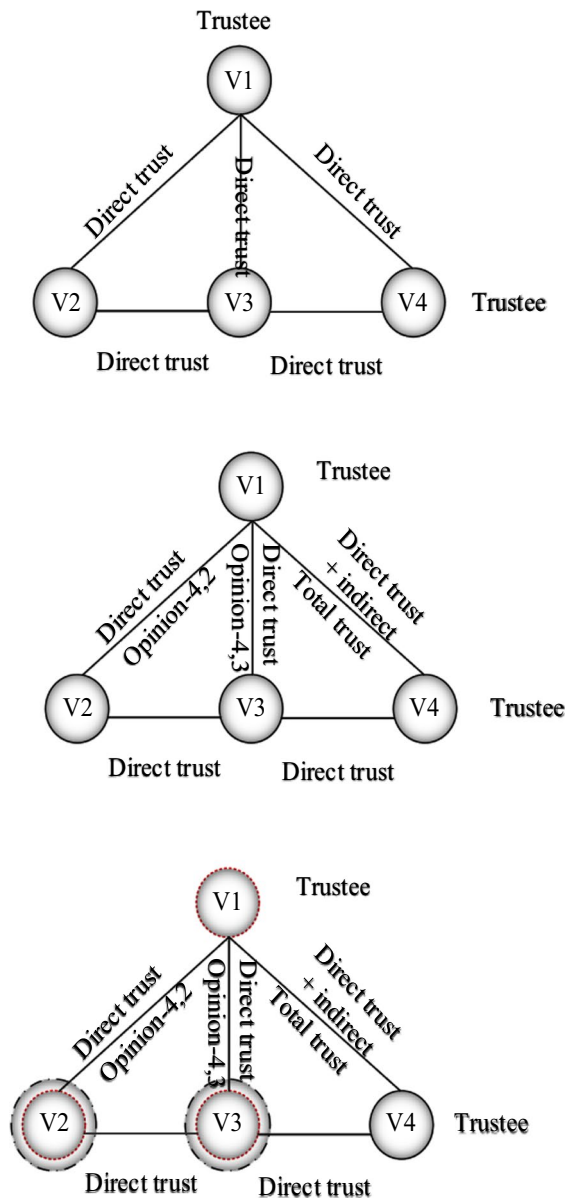 Trustee
V1
Direct trust
Direct trust
Direct trust
V2
V3
V4
Trustee
Direct trust
Direct trust
Trustee
V1
Direct trust
Opinion-4,2
Opinion-4,3
Direct trust
Direct trust
+ indirect
Total trust
V2
V3
V4
Trustee
Direct trust
Direct trust
Trustee
V1
Direct trust
Opinion-4,2
Opinion-4,3
Direct trust
Direct trust
+ indirect
Total trust
V2
V3
V4
Trustee
Direct trust
Direct trust